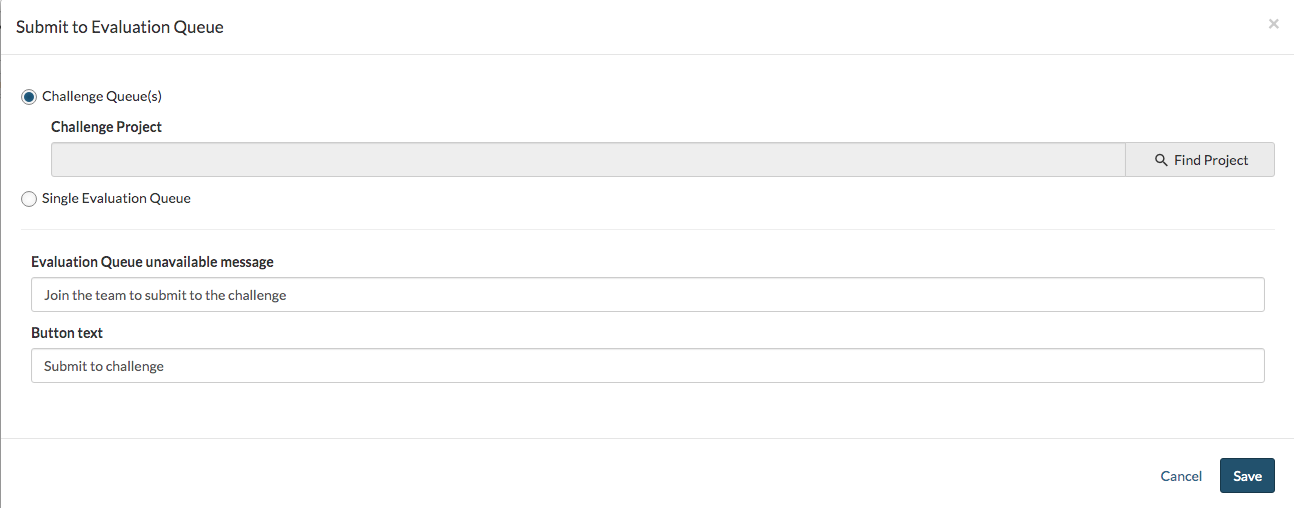 Submit to Evaluation Queue ×
Challenge Queue(s)
Challenge Project
Find Project
Single Evaluation Queue
Evaluation Queue unavailable message
Join the team to submit to the challenge
Button text
Submit to challenge
Cancel Save